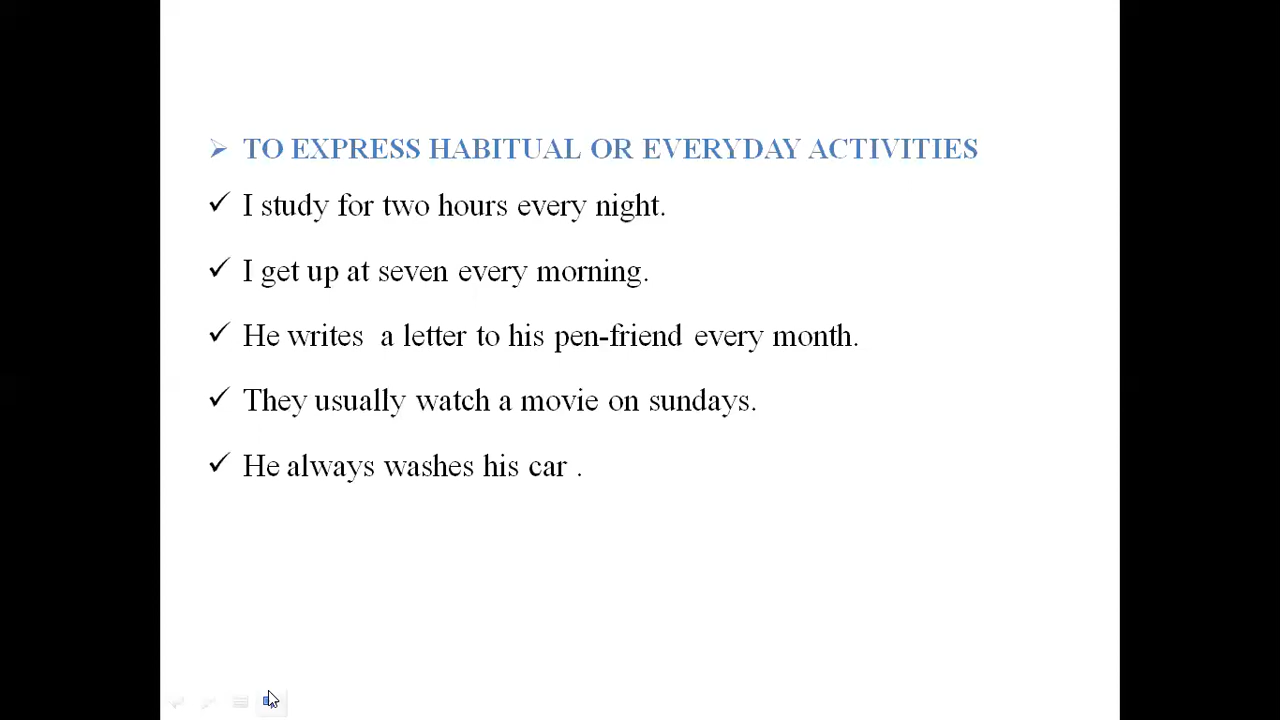 TO EXPRESS HABITUAL OR EVERYDAY ACTIVITIES
I study for two hours every night.
I get up at seven every morning.
He writes  a letter to his pen-friend every month.
They usually watch a movie on sundays.
He always washes his car .